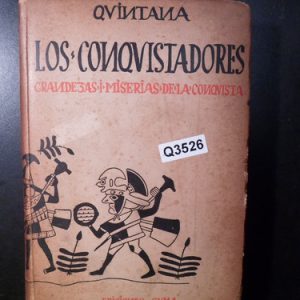 QVINTANA
LOS·CONQVISTADORES
GRANDEZAS·I·MISERIAS·DE·LA·CONQVISTA
Q3526